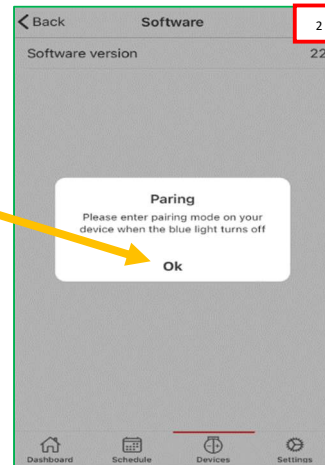 Back Software 2
Software version 22
Paring
Please enter pairing mode on your
device when the blue light turns off
Ok
Dashboard Schedule Devices Settings